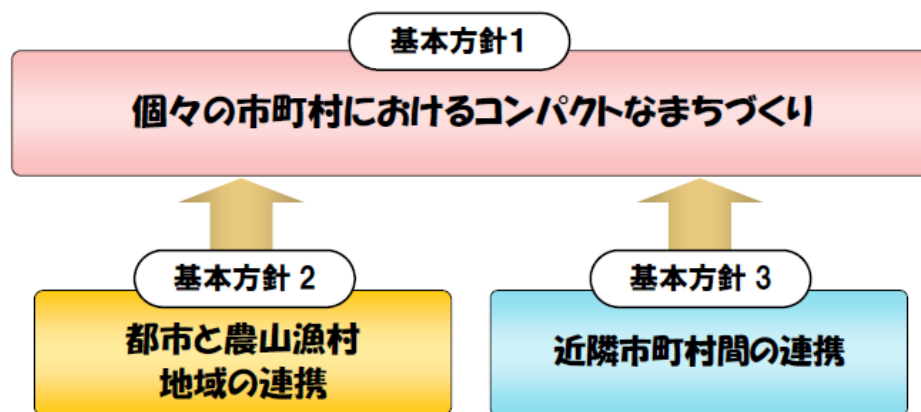 基本方針1
個々の市町村におけるコンパクトなまちづくり
基本方針 2
都市と農山漁村
地域の連携
基本方針 3
近隣市町村間の連携